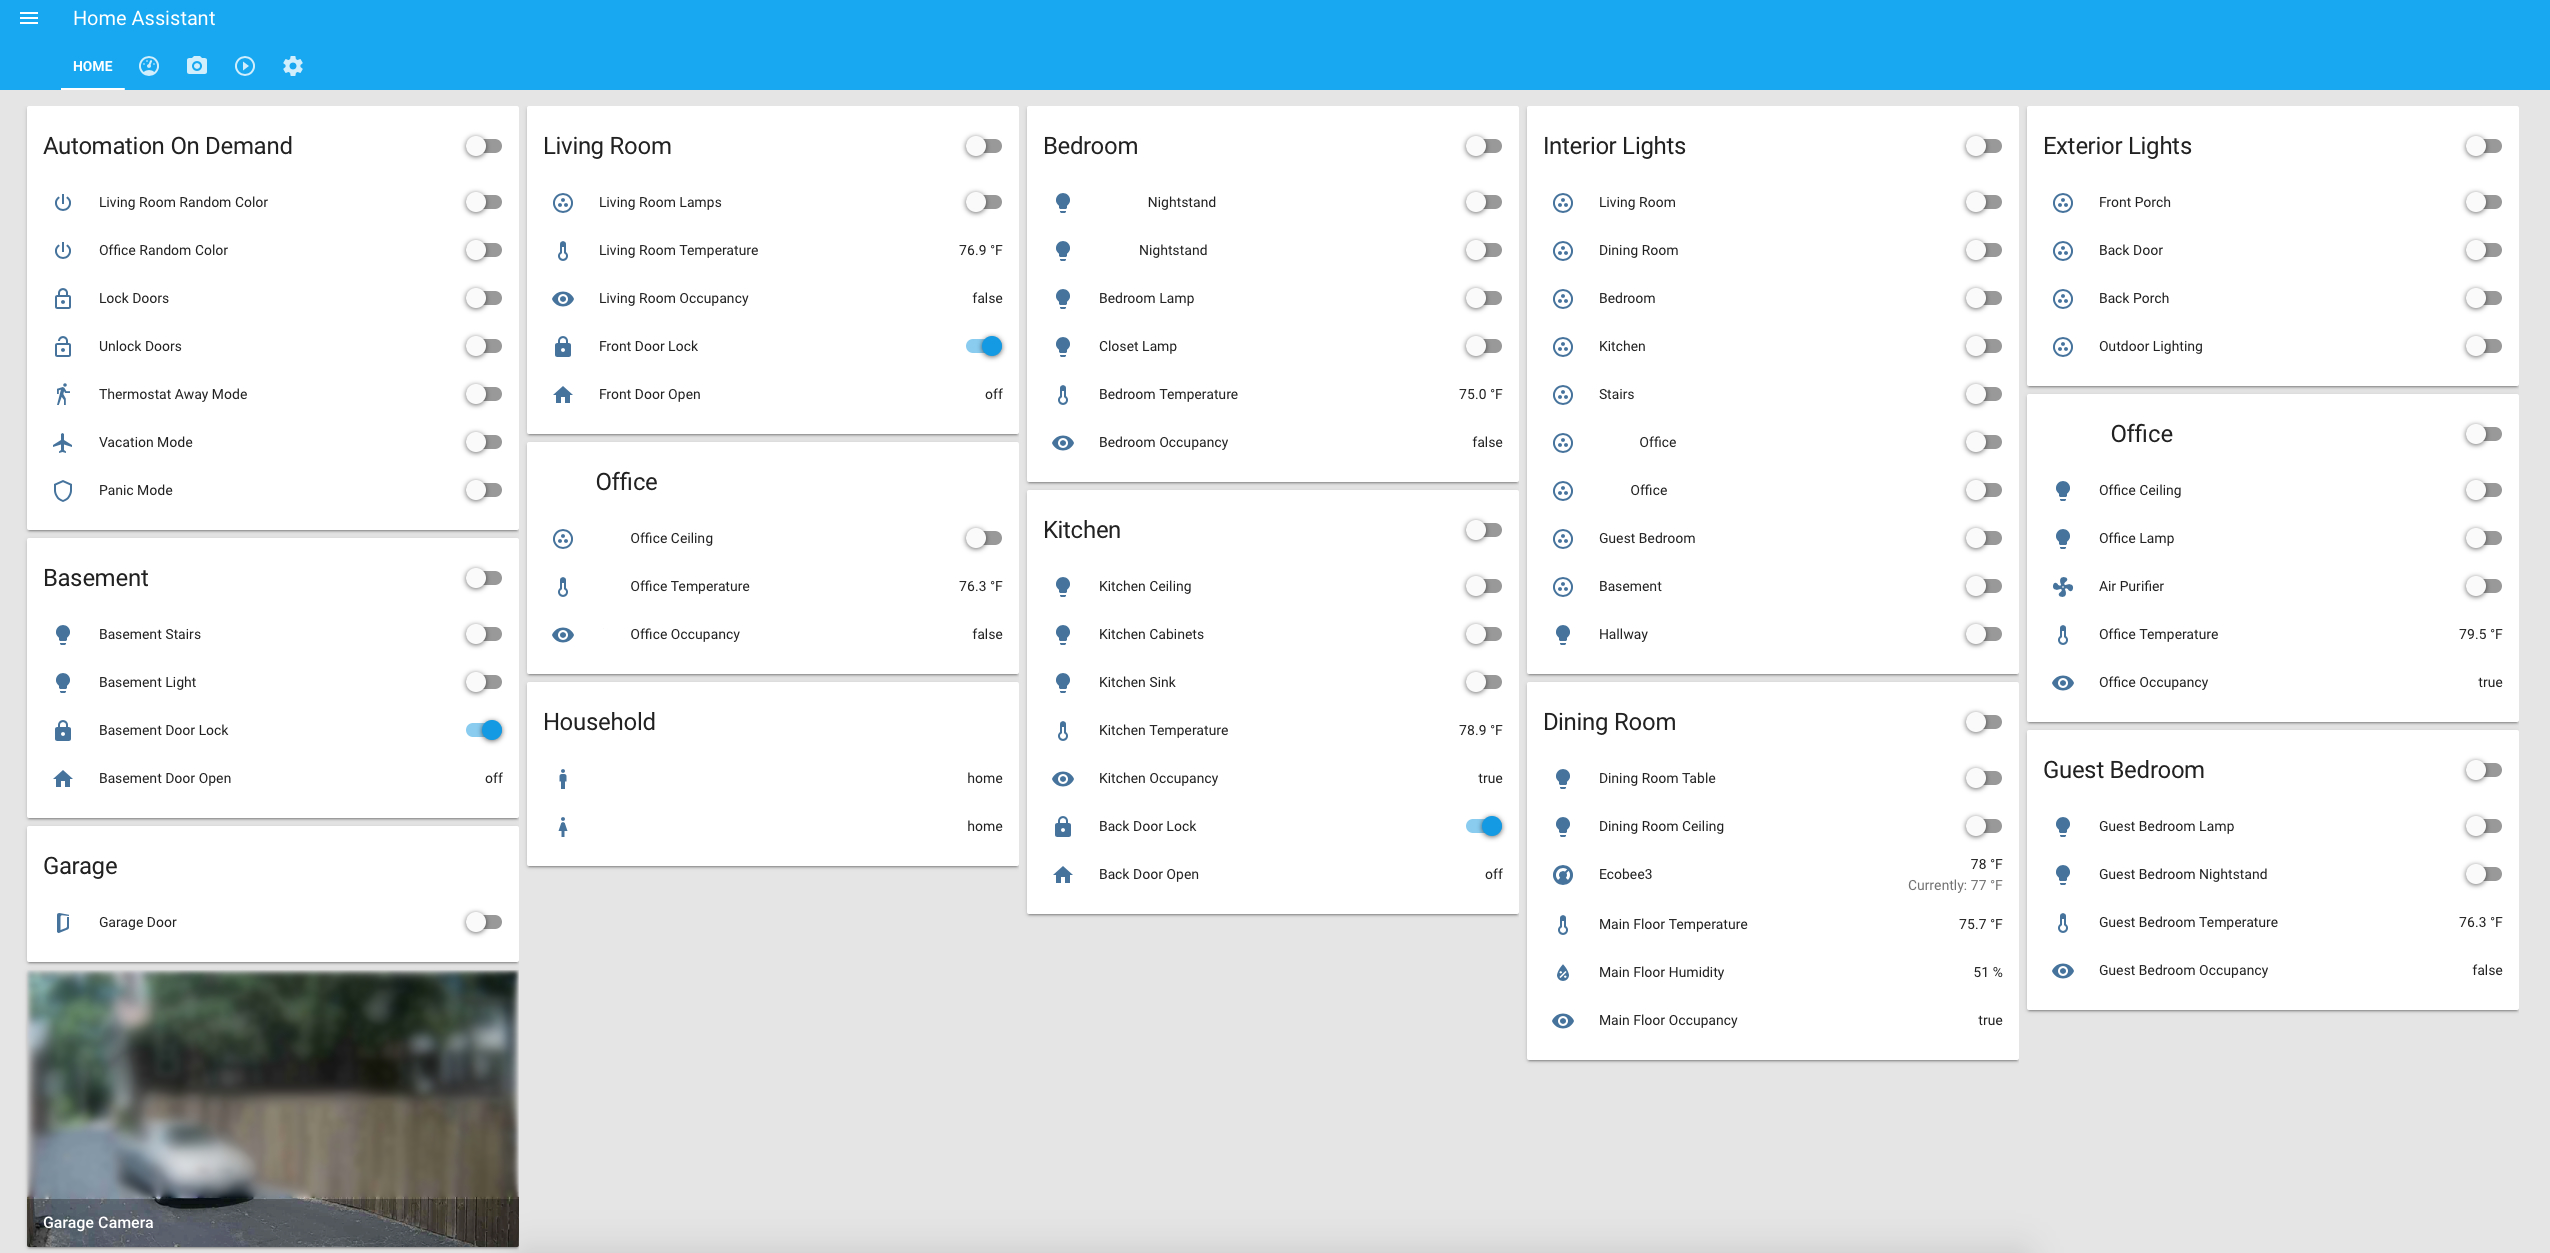 Home Assistant
HOME
Automation On Demand
Living Room Random Color
Office Random Color
Lock Doors
Unlock Doors
Thermostat Away Mode
Vacation Mode
Panic Mode
Basement
Basement Stairs
Basement Light
Basement Door Lock
Basement Door Open off
Garage
Garage Door
Garage Camera
Living Room
Living Room Lamps
Living Room Temperature 76.9 °F
Living Room Occupancy false
Front Door Lock
Front Door Open off
Office
Office Ceiling
Office Temperature 76.3 °F
Office Occupancy false
Household
home
home
Bedroom
Nightstand
Nightstand
Bedroom Lamp
Closet Lamp
Bedroom Temperature 75.0 °F
Bedroom Occupancy false
Kitchen
Kitchen Ceiling
Kitchen Cabinets
Kitchen Sink
Kitchen Temperature 78.9 °F
Kitchen Occupancy true
Back Door Lock
Back Door Open off
Interior Lights
Living Room
Dining Room
Bedroom
Kitchen
Stairs
Office
Office
Guest Bedroom
Basement
Hallway
Dining Room
Dining Room Table
Dining Room Ceiling
Ecobee3 78 °F
Currently: 77 °F
Main Floor Temperature 75.7 °F
Main Floor Humidity 51 %
Main Floor Occupancy true
Exterior Lights
Front Porch
Back Door
Back Porch
Outdoor Lighting
Office
Office Ceiling
Office Lamp
Air Purifier
Office Temperature 79.5 °F
Office Occupancy true
Guest Bedroom
Guest Bedroom Lamp
Guest Bedroom Nightstand
Guest Bedroom Temperature 76.3 °F
Guest Bedroom Occupancy false